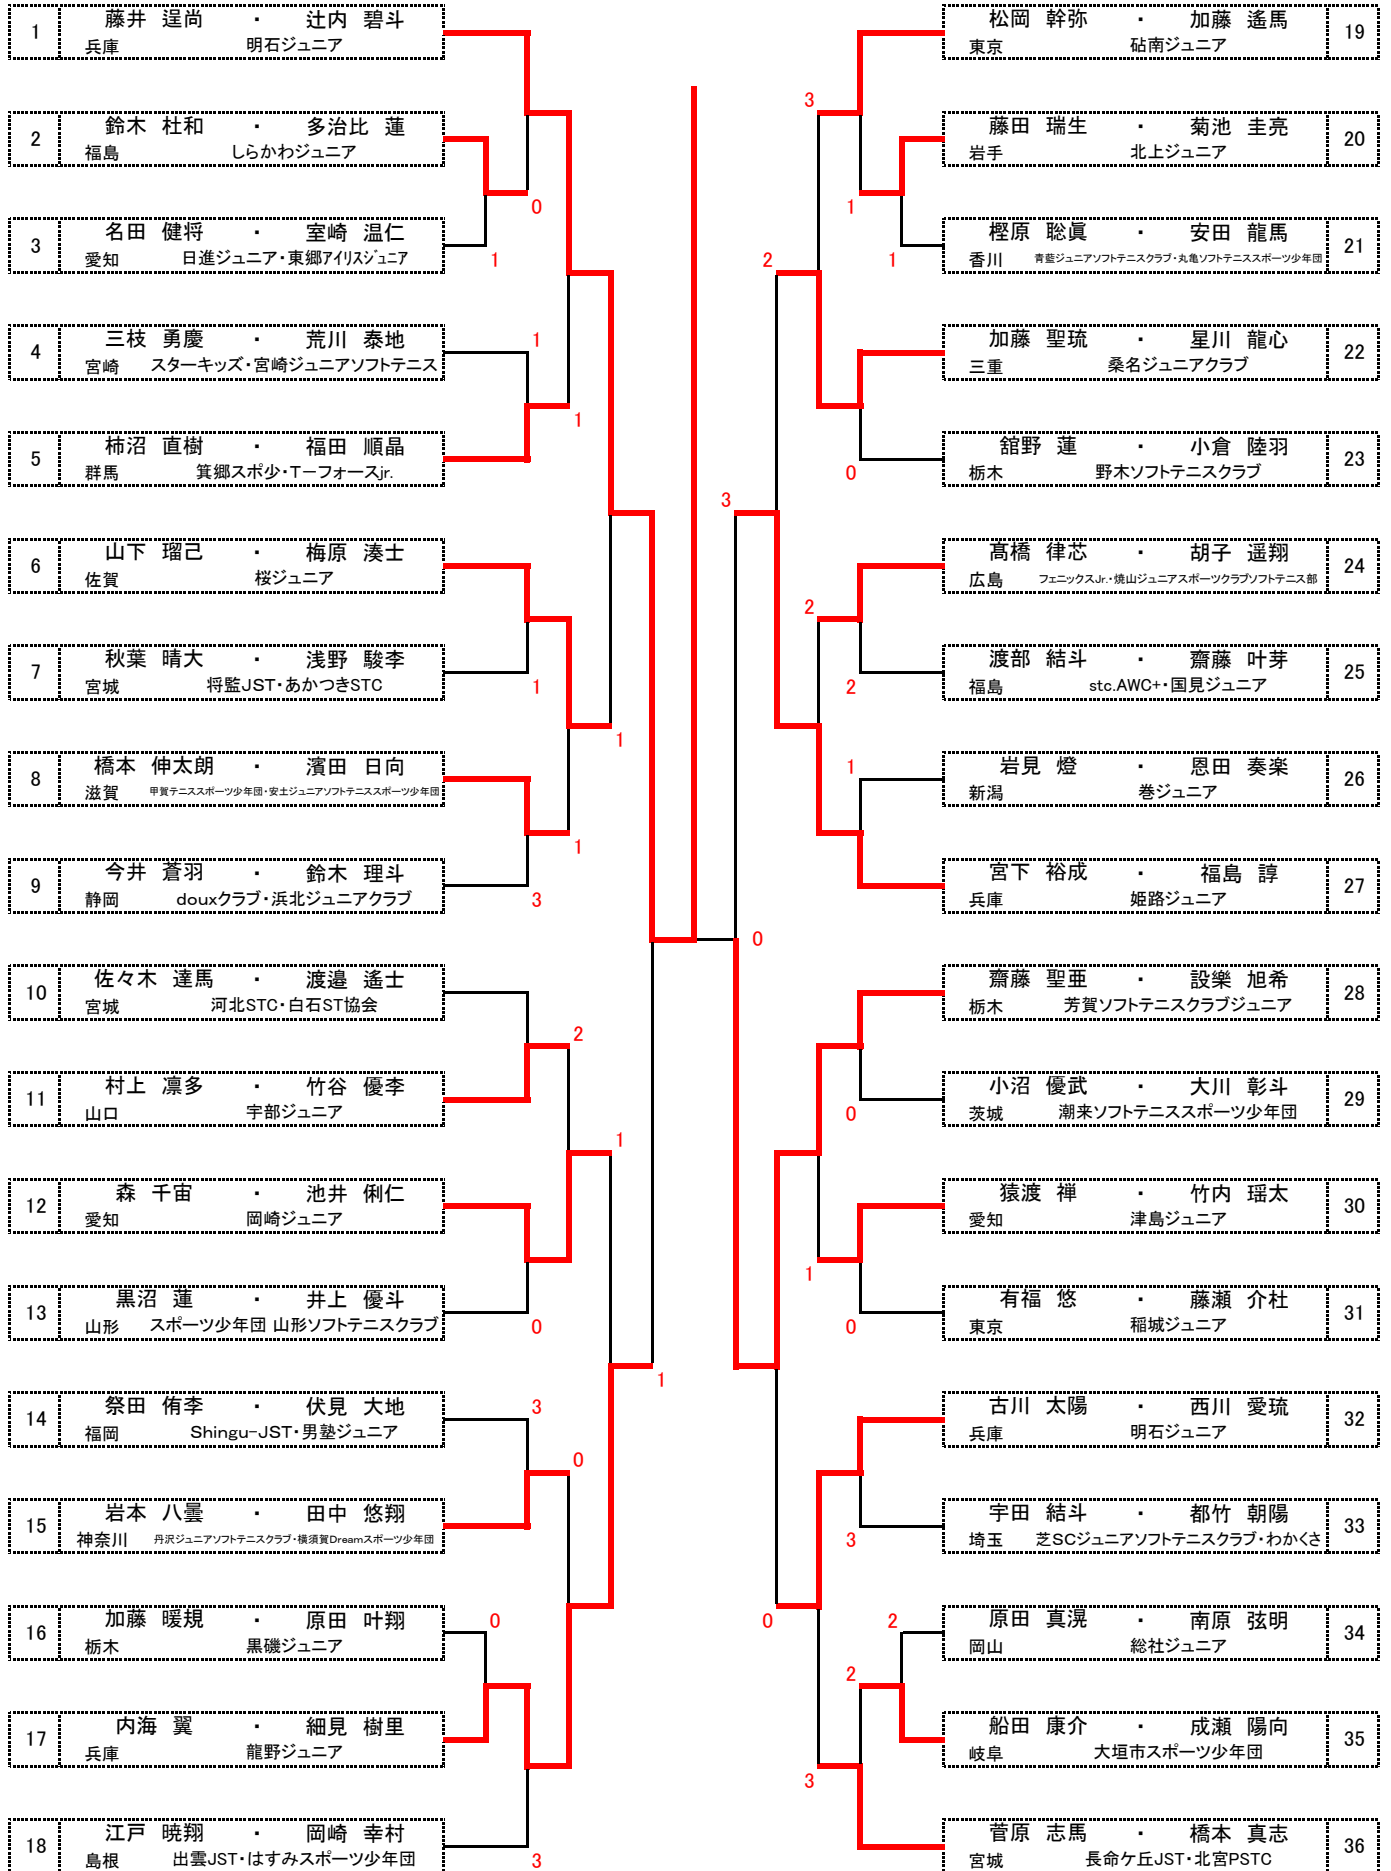 1 藤井 逞尚 ・ 辻内 碧斗
兵庫 明石ジュニア
2 鈴木 杜和 ・ 多治比 蓮
福島 しらかわジュニア
0
3 名田 健将 ・ 室崎 温仁
愛知 日進ジュニア・東郷アイリスジュニア
1
4 三枝 勇慶 ・ 荒川 泰地
宮崎 スターキッズ・宮崎ジュニアソフトテニス
1
1
5 柿沼 直樹 ・ 福田 順晶
群馬 箕郷スポ少・T－フォースjr.
6 山下 瑠己 ・ 梅原 湊士
佐賀 桜ジュニア
7 秋葉 晴大 ・ 浅野 駿李
宮城 将監JST・あかつきSTC
1
1
8 橋本 伸太朗 ・ 濱田 日向
滋賀 甲賀テニススポーツ少年団・安土ジュニアソフトテニススポーツ少年団
1
9 今井 蒼羽 ・ 鈴木 理斗
静岡 douxクラブ・浜北ジュニアクラブ
3
10 佐々木 達馬 ・ 渡邉 遙士
宮城 河北STC・白石ST協会
2
11 村上 凛多 ・ 竹谷 優李
山口 宇部ジュニア
1
12 森 千宙 ・ 池井 俐仁
愛知 岡崎ジュニア
13 黒沼 蓮 ・ 井上 優斗
山形 スポーツ少年団 山形ソフトテニスクラブ
0
1
14 祭田 侑李 ・ 伏見 大地
福岡 Shingu-JST・男塾ジュニア
3
0
15 岩本 八曇 ・ 田中 悠翔
神奈川 丹沢ジュニアソフトテニスクラブ・横須賀Dreamスポーツ少年団
16 加藤 暖規 ・ 原田 叶翔
栃木 黒磯ジュニア
0
17 内海 翼 ・ 細見 樹里
兵庫 龍野ジュニア
18 江戸 暁翔 ・ 岡崎 幸村
島根 出雲JST・はすみスポーツ少年団
3
松岡 幹弥 ・ 加藤 遙馬 19
東京 砧南ジュニア
3
藤田 瑞生 ・ 菊池 圭亮 20
岩手 北上ジュニア
1
樫原 聡眞 ・ 安田 龍馬 21
香川 青藍ジュニアソフトテニスクラブ・丸亀ソフトテニススポーツ少年団
1
2
加藤 聖琉 ・ 星川 龍心 22
三重 桑名ジュニアクラブ
舘野 蓮 ・ 小倉 陸羽 23
栃木 野木ソフトテニスクラブ
0
3
髙橋 律芯 ・ 胡子 遥翔 24
広島 フェニックスJr.・焼山ジュニアスポーツクラブソフトテニス部
2
渡部 結斗 ・ 齋藤 叶芽 25
福島 stc.AWC+・国見ジュニア
2
岩見 燈 ・ 恩田 奏楽 26
新潟 巻ジュニア
1
宮下 裕成 ・ 福島 諄 27
兵庫 姫路ジュニア
0
齋藤 聖亜 ・ 設樂 旭希 28
栃木 芳賀ソフトテニスクラブジュニア
小沼 優武 ・ 大川 彰斗 29
茨城 潮来ソフトテニススポーツ少年団
0
猿渡 禅 ・ 竹内 瑶太 30
愛知 津島ジュニア
1
有福 悠 ・ 藤瀬 介杜 31
東京 稲城ジュニア
0
古川 太陽 ・ 西川 愛琉 32
兵庫 明石ジュニア
宇田 結斗 ・ 都竹 朝陽 33
埼玉 芝SCジュニアソフトテニスクラブ・わかくさ
3
0
原田 真滉 ・ 南原 弦明 34
岡山 総社ジュニア
2
2
船田 康介 ・ 成瀬 陽向 35
岐阜 大垣市スポーツ少年団
3
菅原 志馬 ・ 橋本 真志 36
宮城 長命ケ丘JST・北宮PSTC